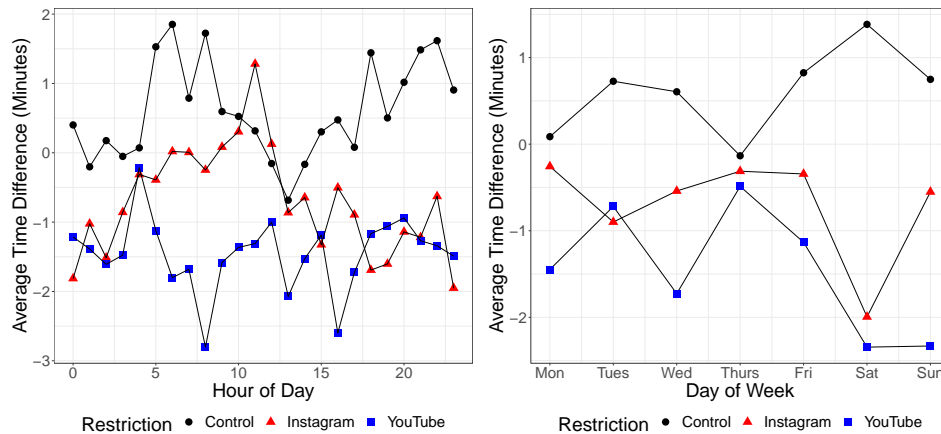 Average Time Difference (Minutes)
2
1
0
−1
−2
−3
0
5
10
15
20
Hour of Day
Restriction Control Instagram YouTube
Average Time Difference (Minutes)
1
0
−1
−2
Mon
Tues
Wed
Thurs
Fri
Sat
Sun
Day of Week
Restriction Control Instagram YouTube